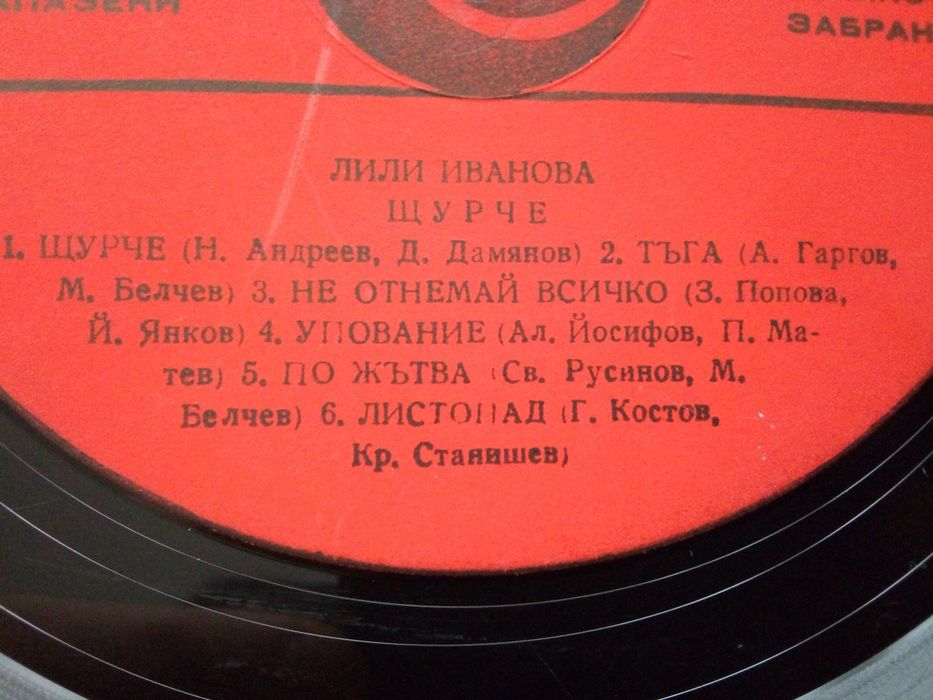 АПАЗЕНИ
ЗАБРАН
ЛИЛИ ИВАНОВА
ЩУРЧЕ
1. ЩУРЧЕ (Н. Андреев, Д. Дамянов) 2. ТЪГА (А. Гаргов,
М. Белчев) 3. НЕ ОТНЕМАЙ ВСИЧКО (З. Попова,
Й. Янков) 4. УПОВАНИЕ (Ал. Йосифов, П. Ма-
тев) 5. ПО ЖЪТВА (Св. Русинов, М.
Белчев) 6. ЛИСТОПАД (Г. Костов,
Кр. Станишев)